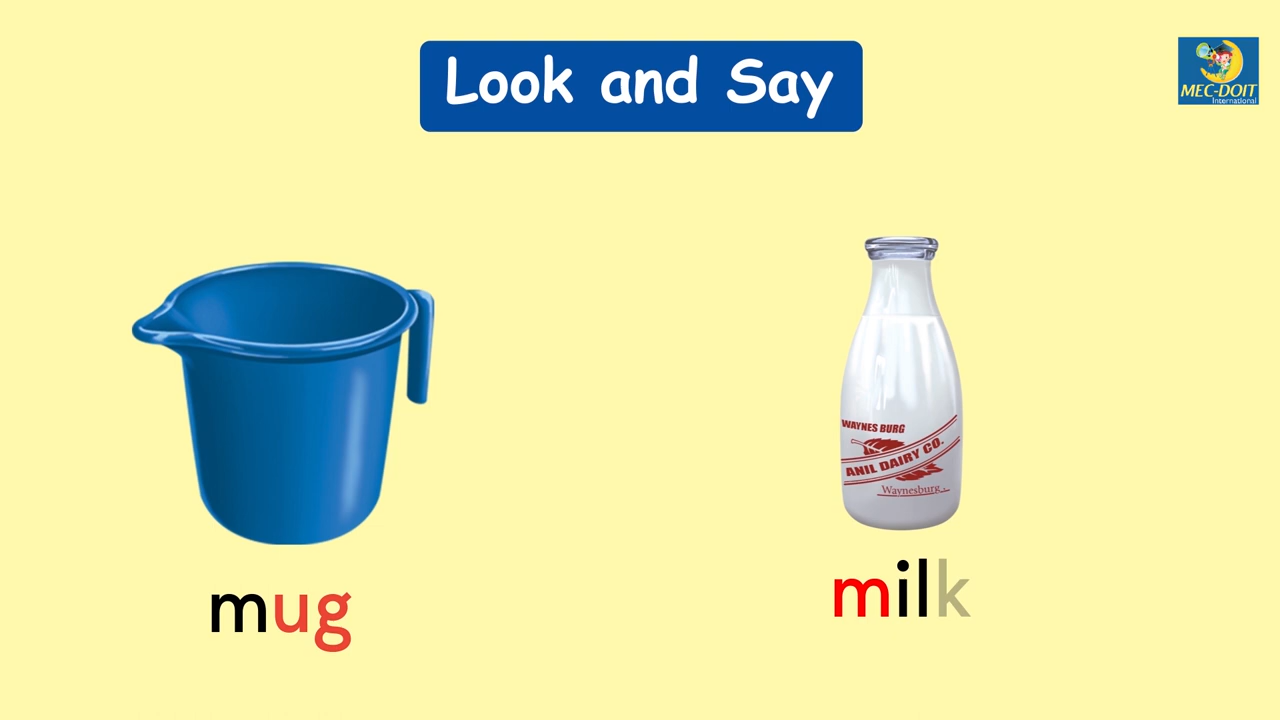 Look and Say
MEC-DOIT
International
WAYNES BURG
ANIL DAIRY CO.
Waynesburg.
mug
milk